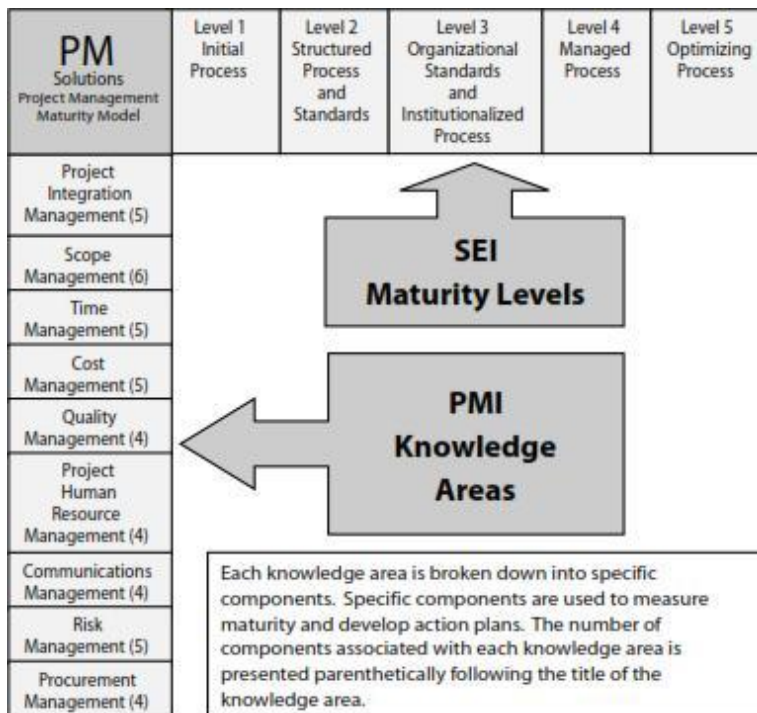 PM
Solutions
Project Management
Maturity Model
Level 1
Initial
Process
Level 2
Structured
Process
and
Standards
Level 3
Organizational
Standards
and
Institutionalized
Process
Level 4
Managed
Process
Level 5
Optimizing
Process
Project
Integration
Management (5)
Scope
Management (6)
Time
Management (5)
Cost
Management (5)
Quality
Management (4)
Project
Human
Resource
Management (4)
Communications
Management (4)
Risk
Management (5)
Procurement
Management (4)
SEI
Maturity Levels
PMI
Knowledge
Areas
Each knowledge area is broken down into specific
components. Specific components are used to measure
maturity and develop action plans. The number of
components associated with each knowledge area is
presented parenthetically following the title of the
knowledge area.